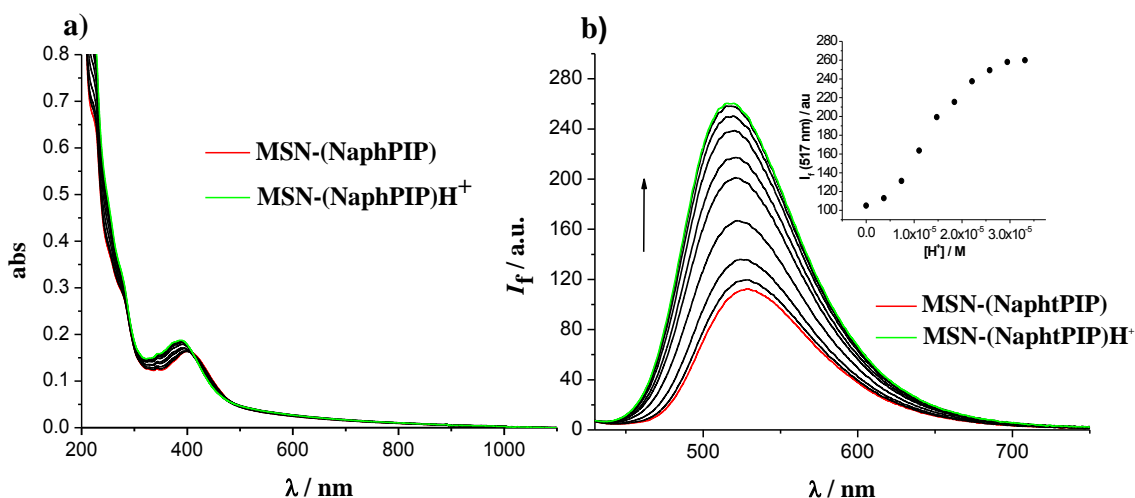 a)
0.8
0.7
0.6
0.5
0.4
0.3
0.2
0.1
0.0
abs
MSN-(NaphPIP)
MSN-(NaphPIP)H⁺
200 400 600 800 1000
λ / nm
b)
300
280
240
200
160
120
80
40
0
If / a.u.
MSN-(NaphtPIP)
MSN-(NaphtPIP)H⁺
500 550 600 650 700
λ / nm
280
260
240
220
200
180
160
140
120
100
If (517 nm) / au
0.0 1.0x10⁻⁵ 2.0x10⁻⁵ 3.0x10⁻⁵
[H⁺] / M